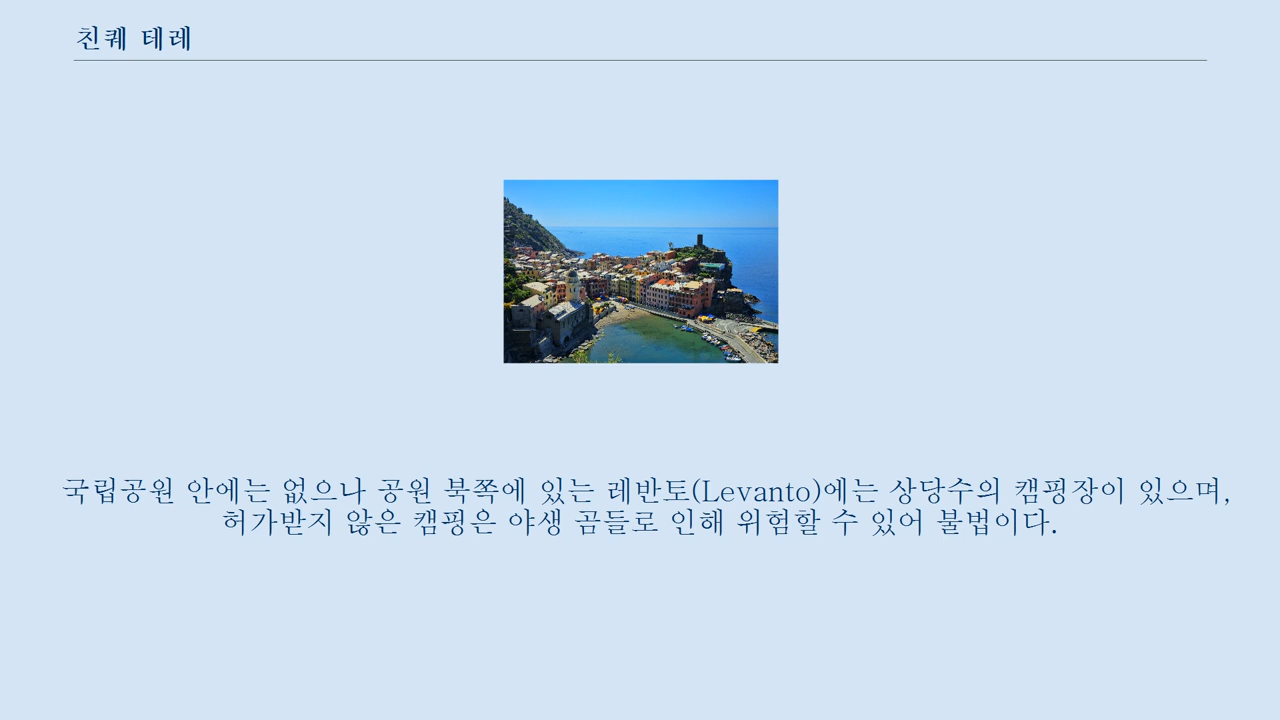 친퀘 테레
국립공원 안에는 없으나 공원 북쪽에 있는 레반토(Levanto)에는 상당수의 캠핑장이 있으며,
허가받지 않은 캠핑은 야생 곰들로 인해 위험할 수 있어 불법이다.